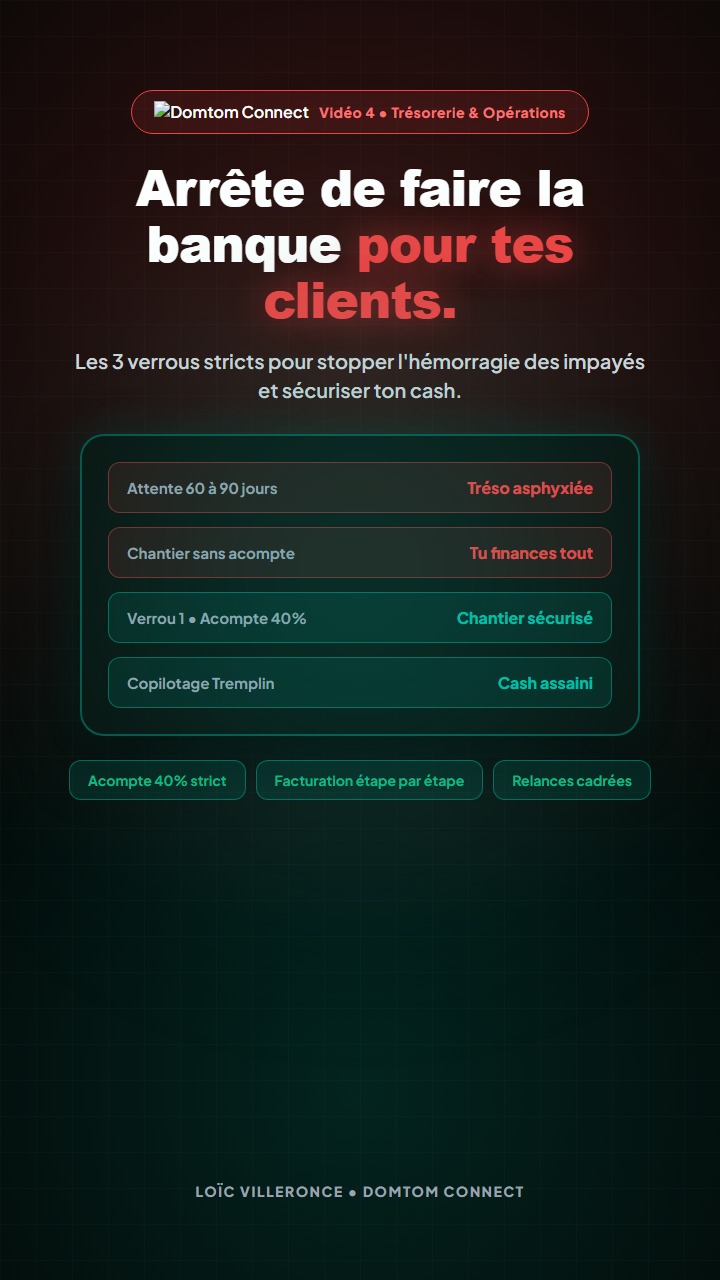 Domtom Connect Vidéo 4 ● Trésorerie & Opérations
Arrête de faire la
banque pour tes
clients.
Les 3 verrous stricts pour stopper l'hémorragie des impayés
et sécuriser ton cash.
Attente 60 à 90 jours Tréso asphyxiée
Chantier sans acompte Tu finances tout
Verrou 1 ● Acompte 40% Chantier sécurisé
Copilotage Tremplin Cash assaini
Acompte 40% strict Facturation étape par étape Relances cadrées
LOÏC VILLERONCE ● DOMTOM CONNECT